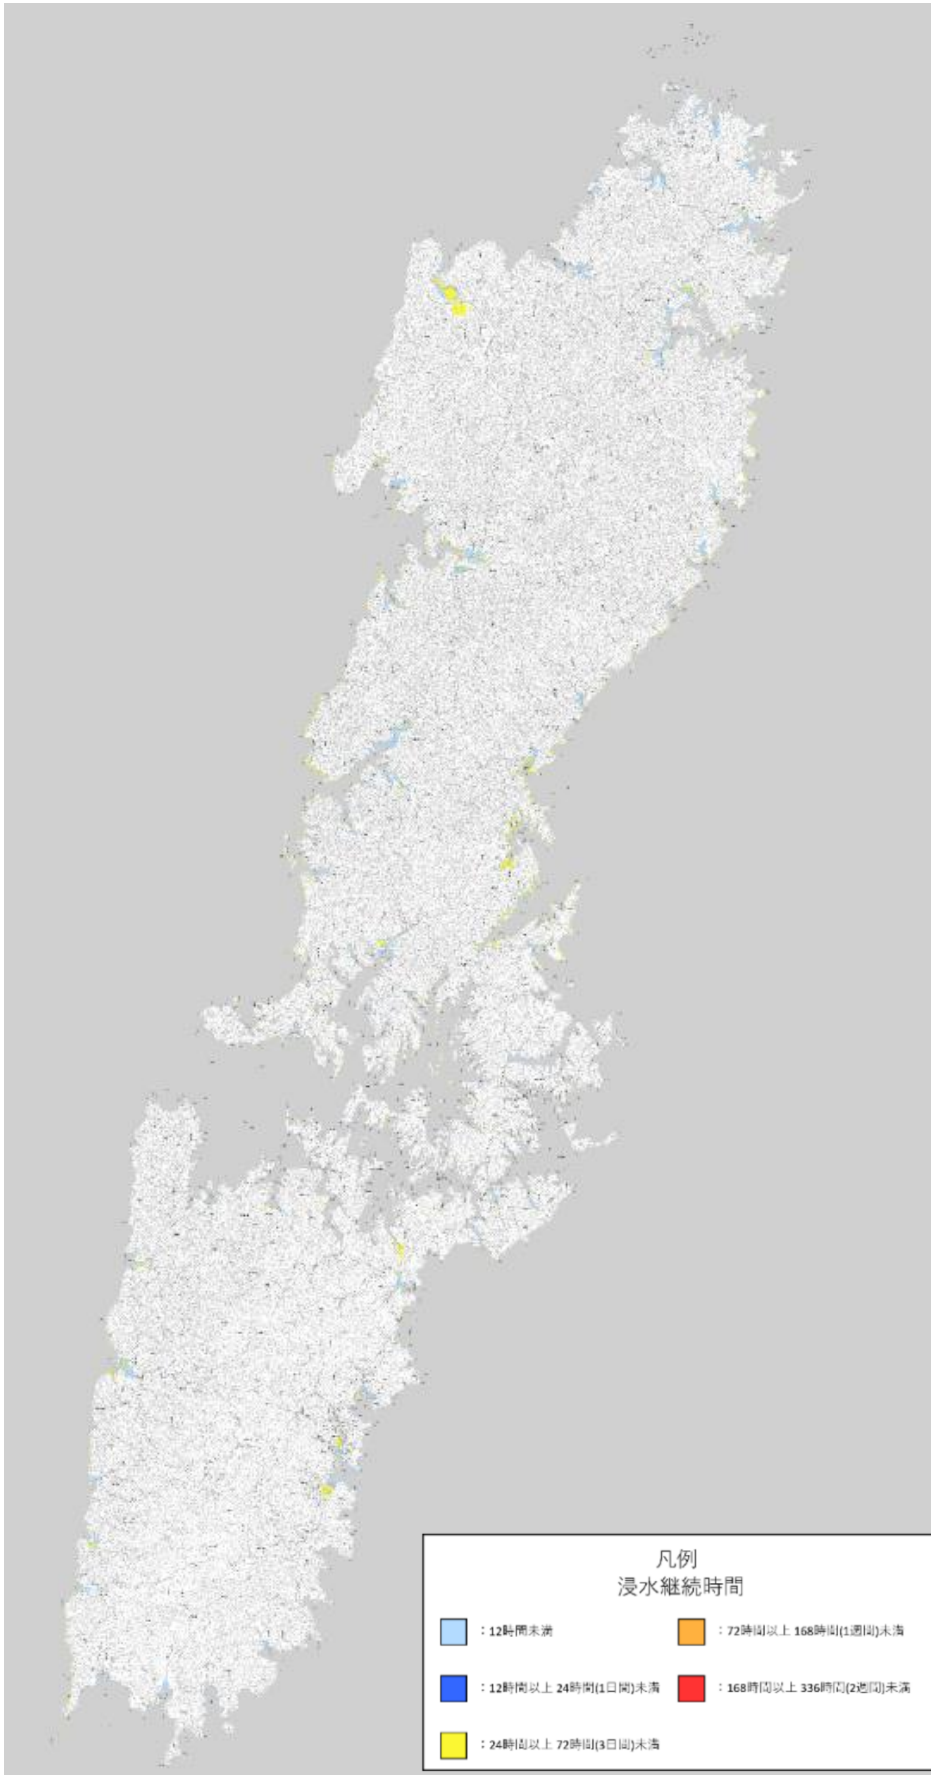 凡例
浸水継続時間
：12時間未満
：72時間以上 168時間(1週間)未満
：12時間以上 24時間(1日間)未満
：168時間以上 336時間(2週間)未満
：24時間以上 72時間(3日間)未満